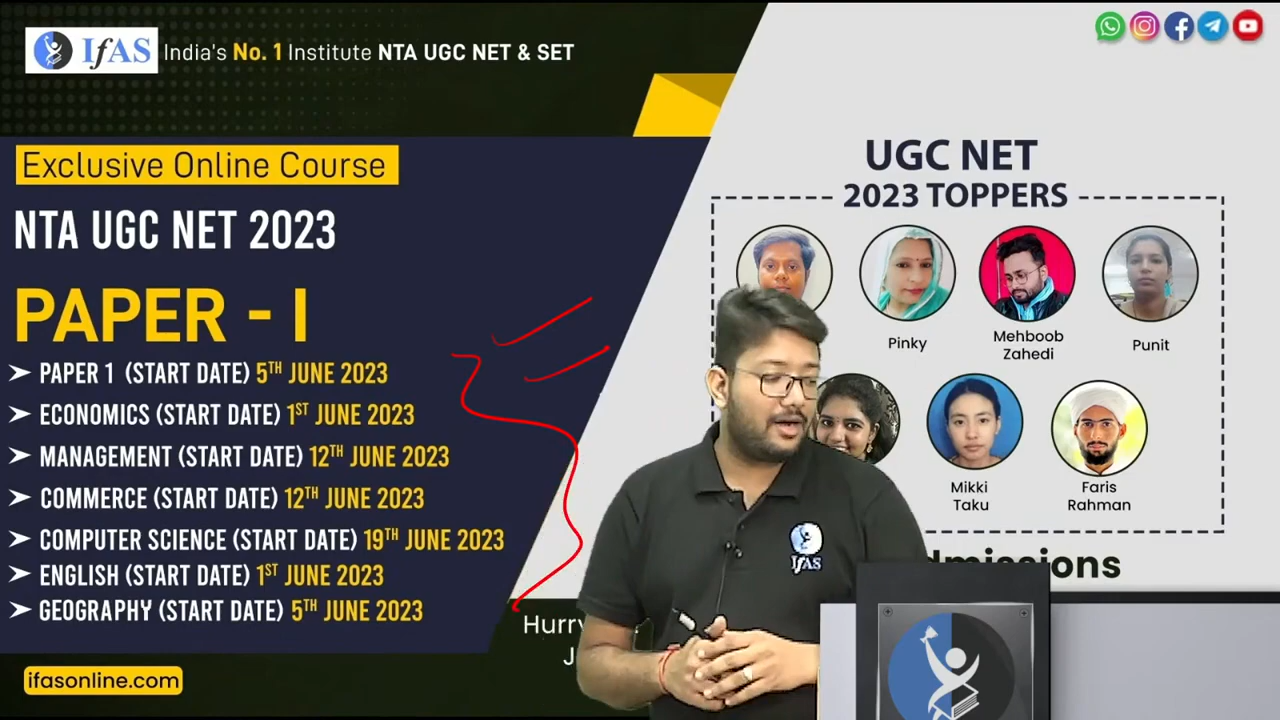 IfAS India's No. 1 Institute NTA UGC NET & SET
Exclusive Online Course
NTA UGC NET 2023
PAPER - I
PAPER 1 (START DATE) 5TH JUNE 2023
ECONOMICS (START DATE) 1ST JUNE 2023
MANAGEMENT (START DATE) 12TH JUNE 2023
COMMERCE (START DATE) 12TH JUNE 2023
COMPUTER SCIENCE (START DATE) 19TH JUNE 2023
ENGLISH (START DATE) 1ST JUNE 2023
GEOGRAPHY (START DATE) 5TH JUNE 2023
ifasonline.com
UGC NET
2023 TOPPERS
Pinky
Mehboob
Zahedi
Punit
Mikki
Taku
Faris
Rahman
Hurry
IfAS